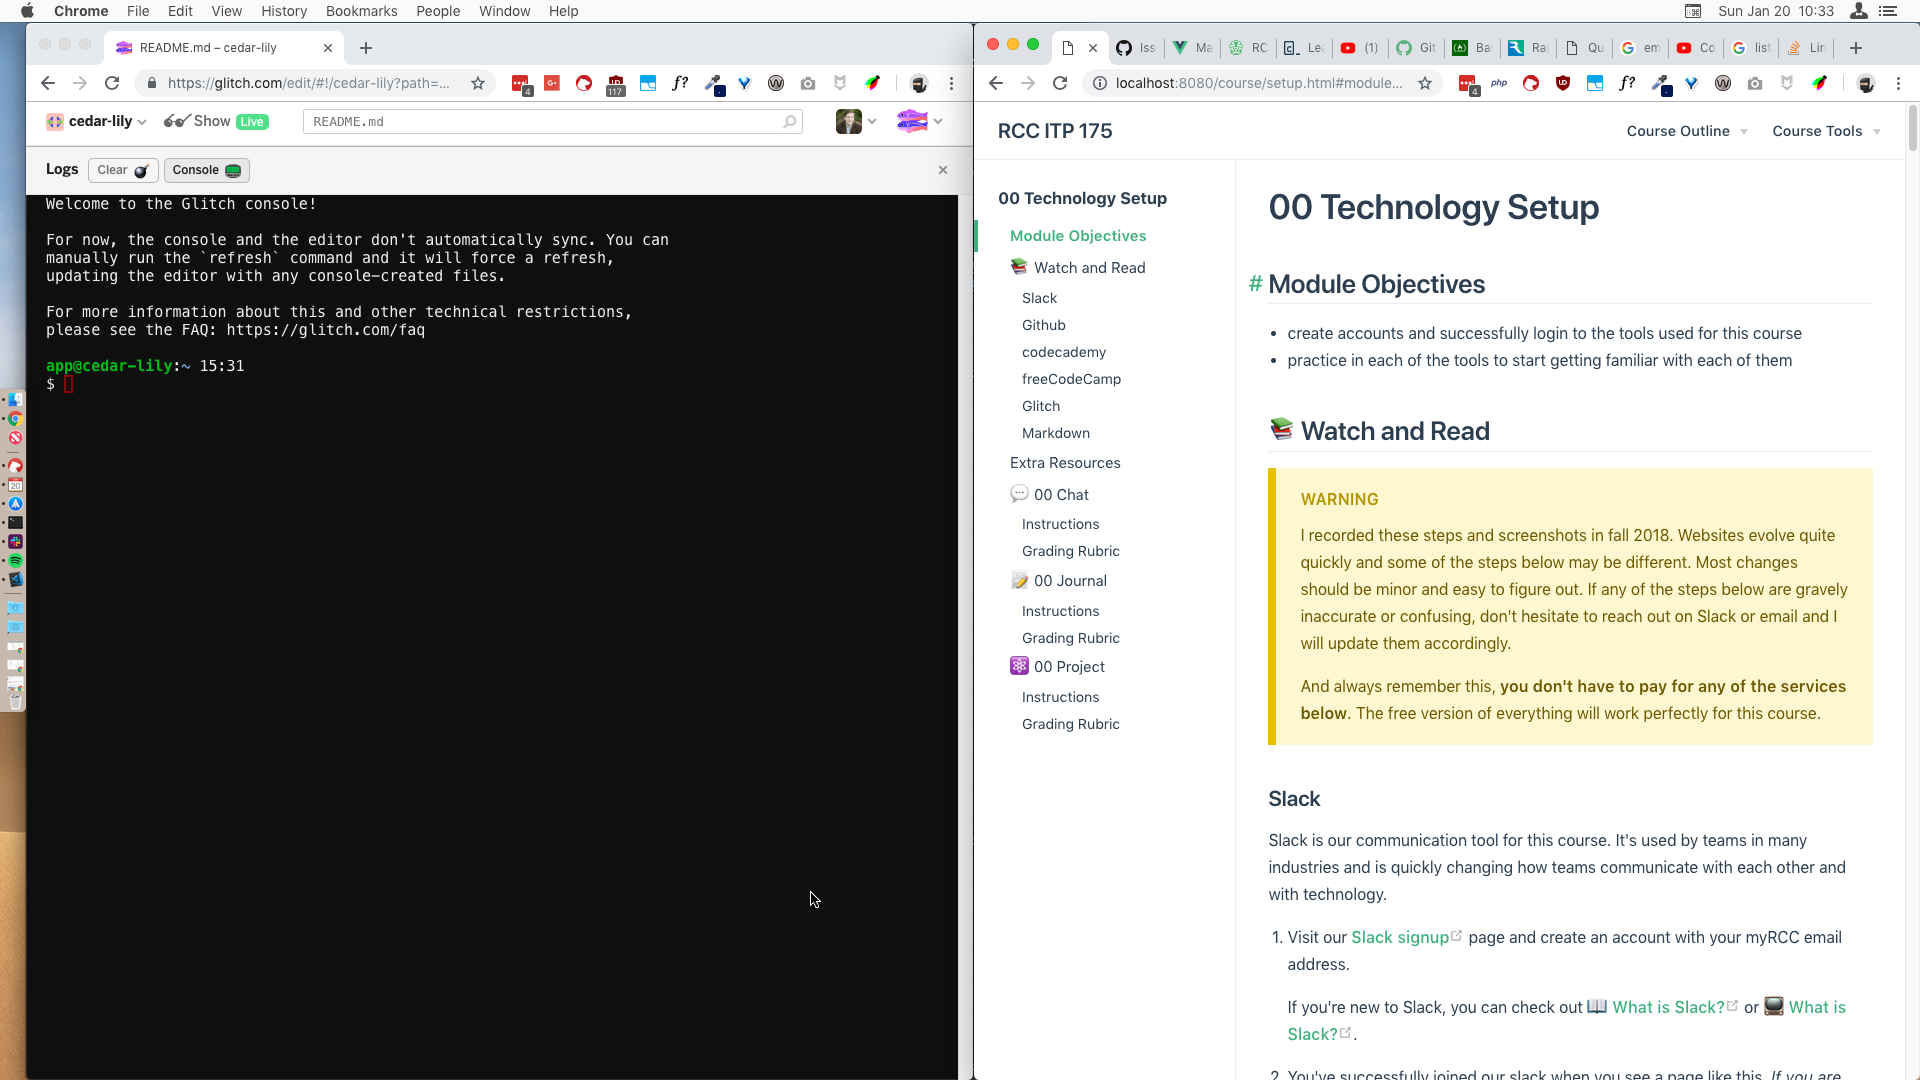 Chrome File Edit View History Bookmarks People Window Help
Sun Jan 20 10:33
README.md – cedar-lily
https://glitch.com/edit/#!/cedar-lily?path=...
4
117
f?
cedar-lily
Show Live
README.md
Logs
Clear
Console
Welcome to the Glitch console!
For now, the console and the editor don't automatically sync. You can
manually run the `refresh` command and it will force a refresh,
updating the editor with any console-created files.
For more information about this and other technical restrictions,
please see the FAQ: https://glitch.com/faq
app@cedar-lily:~ 15:31
$
Iss
Ma
RC
Lea
(1)
Git
Ba
Ra
Qu
em
Co
list
Lin
localhost:8080/course/setup.html#module...
4
php
f?
RCC ITP 175
Course Outline
Course Tools
00 Technology Setup
Module Objectives
Watch and Read
Slack
Github
codecademy
freeCodeCamp
Glitch
Markdown
Extra Resources
00 Chat
Instructions
Grading Rubric
00 Journal
Instructions
Grading Rubric
00 Project
Instructions
Grading Rubric
00 Technology Setup
# Module Objectives
• create accounts and successfully login to the tools used for this course
• practice in each of the tools to start getting familiar with each of them
Watch and Read
WARNING
I recorded these steps and screenshots in fall 2018. Websites evolve quite
quickly and some of the steps below may be different. Most changes
should be minor and easy to figure out. If any of the steps below are gravely
inaccurate or confusing, don't hesitate to reach out on Slack or email and I
will update them accordingly.
And always remember this, you don't have to pay for any of the services
below. The free version of everything will work perfectly for this course.
Slack
Slack is our communication tool for this course. It's used by teams in many
industries and is quickly changing how teams communicate with each other and
with technology.
1. Visit our Slack signup page and create an account with your myRCC email
address.
If you're new to Slack, you can check out What is Slack? or What is
Slack?.
2. You've successfully joined our slack when you see a page like this. If you are